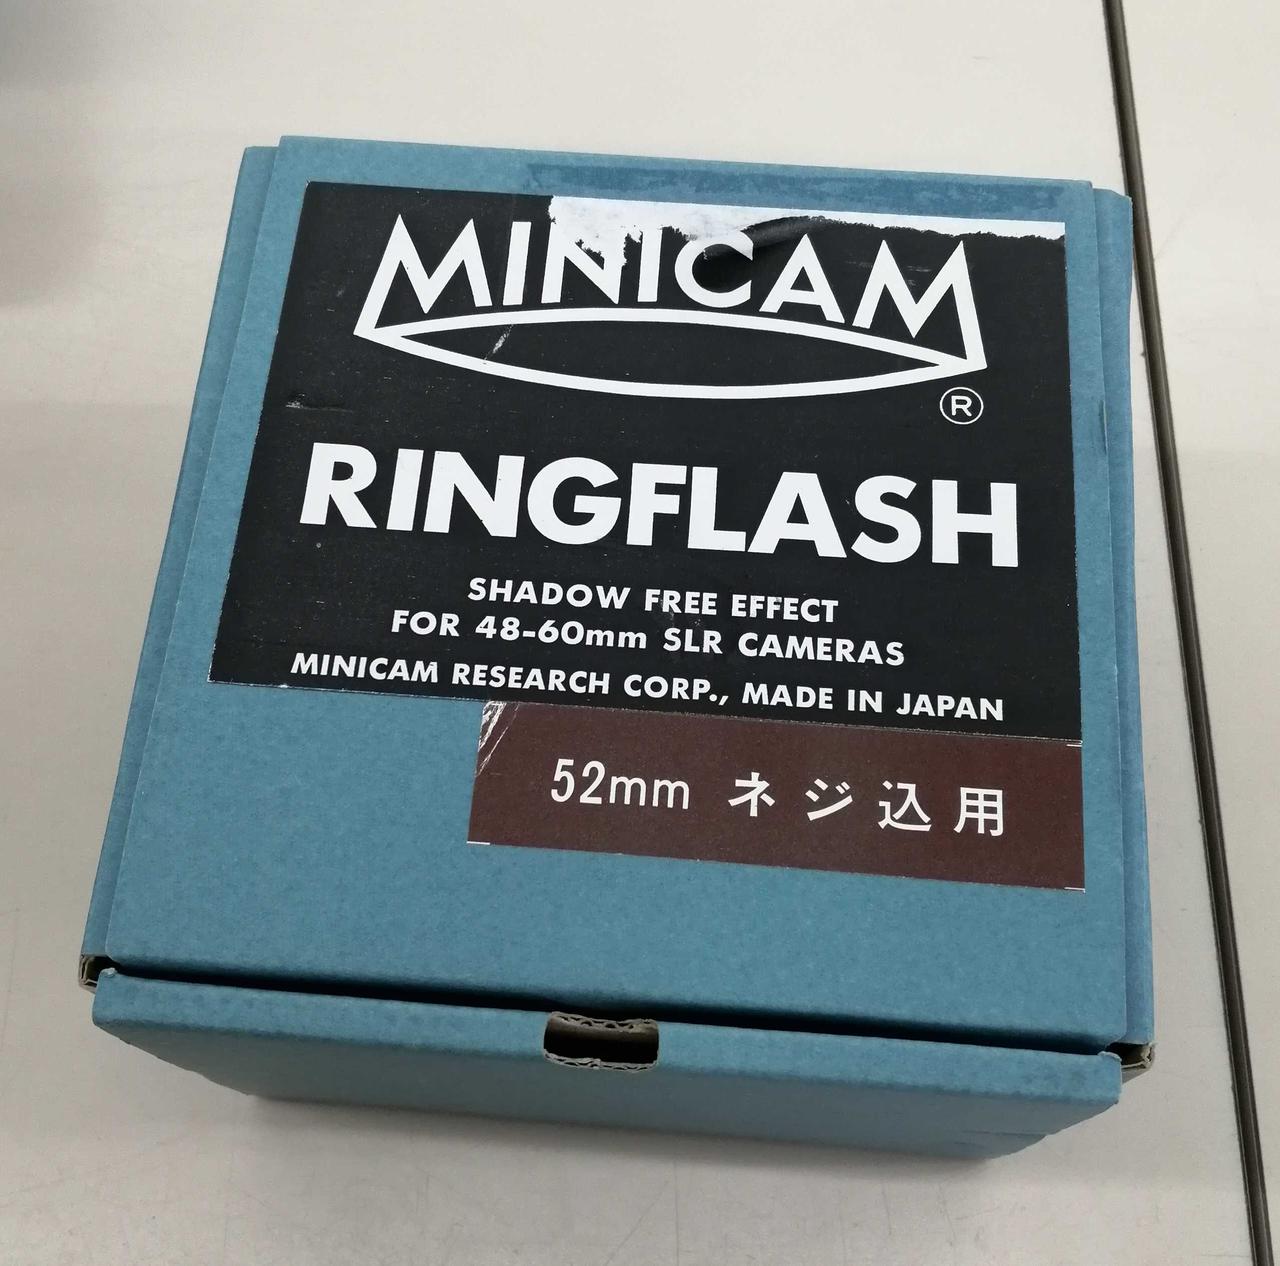 MINICAM
®
RINGFLASH
SHADOW FREE EFFECT
FOR 48-60mm SLR CAMERAS
MINICAM RESEARCH CORP., MADE IN JAPAN
52mm ネジ込用